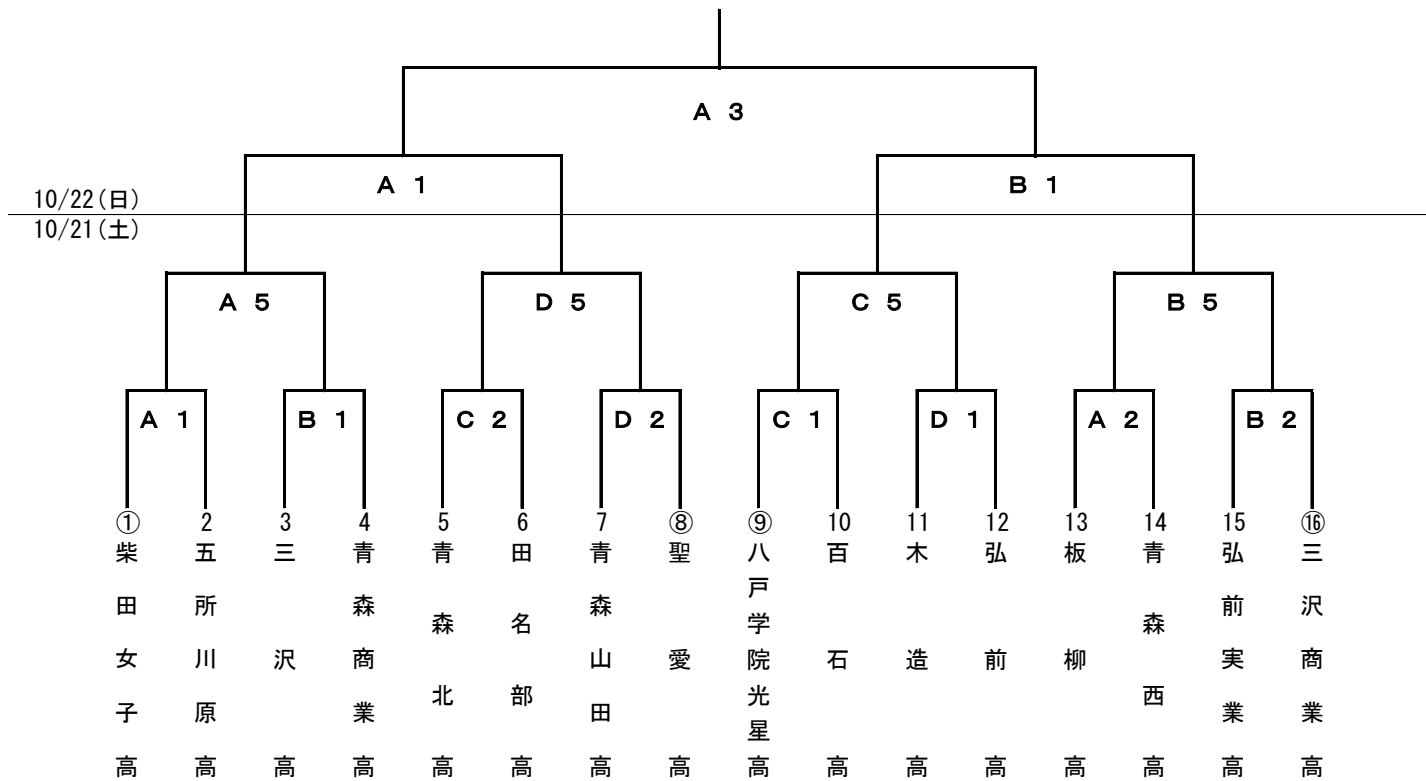 A 3
A 1
B 1
10/22(日)
10/21(土)
A 5
D 5
C 5
B 5
A 1
B 1
C 2
D 2
C 1
D 1
A 2
B 2
① 柴田女子高
2 五所川原高
3 三沢高
4 青森商業高
5 青森北高
6 田名部高
7 青森山田高
⑧ 聖愛高
⑨ 八戸学院光星高
10 百石高
11 木造高
12 弘前高
13 板柳高
14 青森西高
15 弘前実業高
⑯ 三沢商業高